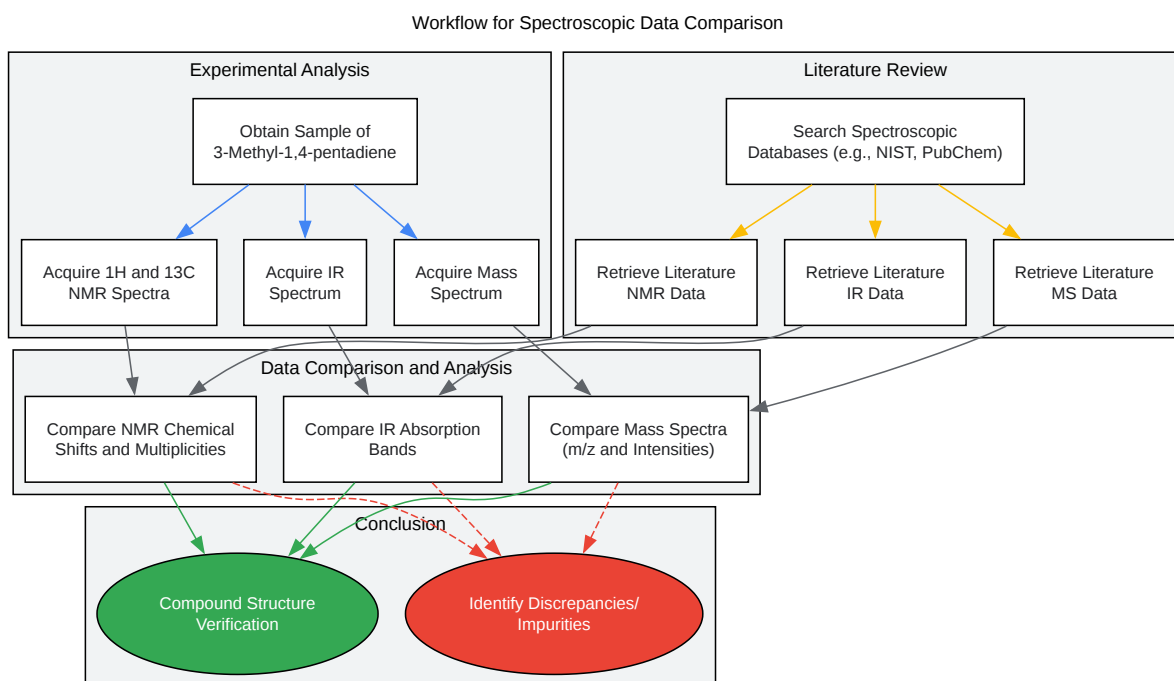 Workflow for Spectroscopic Data Comparison
Experimental Analysis
Literature Review
Obtain Sample of
3-Methyl-1,4-pentadiene
Search Spectroscopic
Databases (e.g., NIST, PubChem)
Acquire 1H and 13C
NMR Spectra
Acquire IR
Spectrum
Acquire Mass
Spectrum
Retrieve Literature
NMR Data
Retrieve Literature
IR Data
Retrieve Literature
MS Data
Data Comparison and Analysis
Compare NMR Chemical
Shifts and Multiplicities
Compare IR Absorption
Bands
Compare Mass Spectra
(m/z and Intensities)
Conclusion
Compound Structure
Verification
Identify Discrepancies/
Impurities